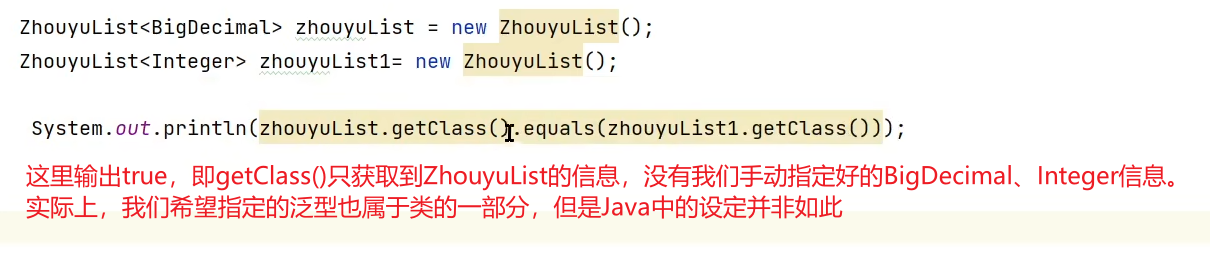 ZhouyuList<BigDecimal> zhouyuList = new ZhouyuList();
ZhouyuList<Integer> zhouyuList1= new ZhouyuList();
System.out.println(zhouyuList.getClass().equals(zhouyuList1.getClass()));
这里输出true，即getClass()只获取到ZhouyuList的信息，没有我们手动指定好的BigDecimal、Integer信息。
实际上，我们希望指定的泛型也属于类的一部分，但是Java中的设定并非如此